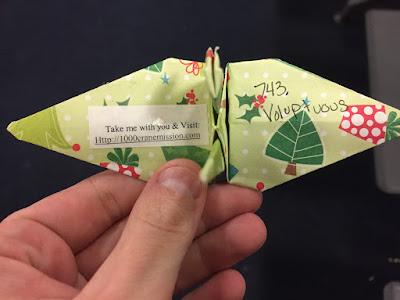 Take me with you & Visit:
Http://1000cranemission.com
743.
Voluptuous